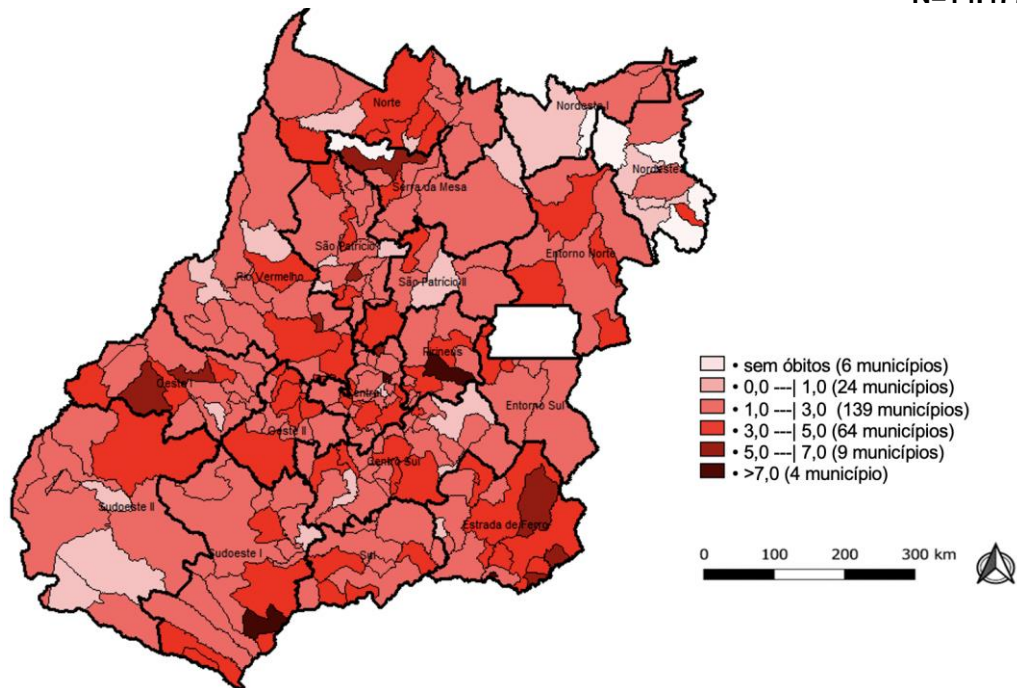 Norte
Nordeste I
Nordeste
Serra da Mesa
São Patrício I
Entorno Norte
Rio Vermelho
São Patrício II
Pirineus
Oeste I
Central
Entorno Sul
Oeste II
Centro Sul
Sudoeste II
Estrada de Ferro
Sudoeste I
Sul
• sem óbitos (6 municípios)
• 0,0 ---| 1,0 (24 municípios)
• 1,0 ---| 3,0 (139 municípios)
• 3,0 ---| 5,0 (64 municípios)
• 5,0 ---| 7,0 (9 municípios)
• >7,0 (4 município)
0 100 200 300 km